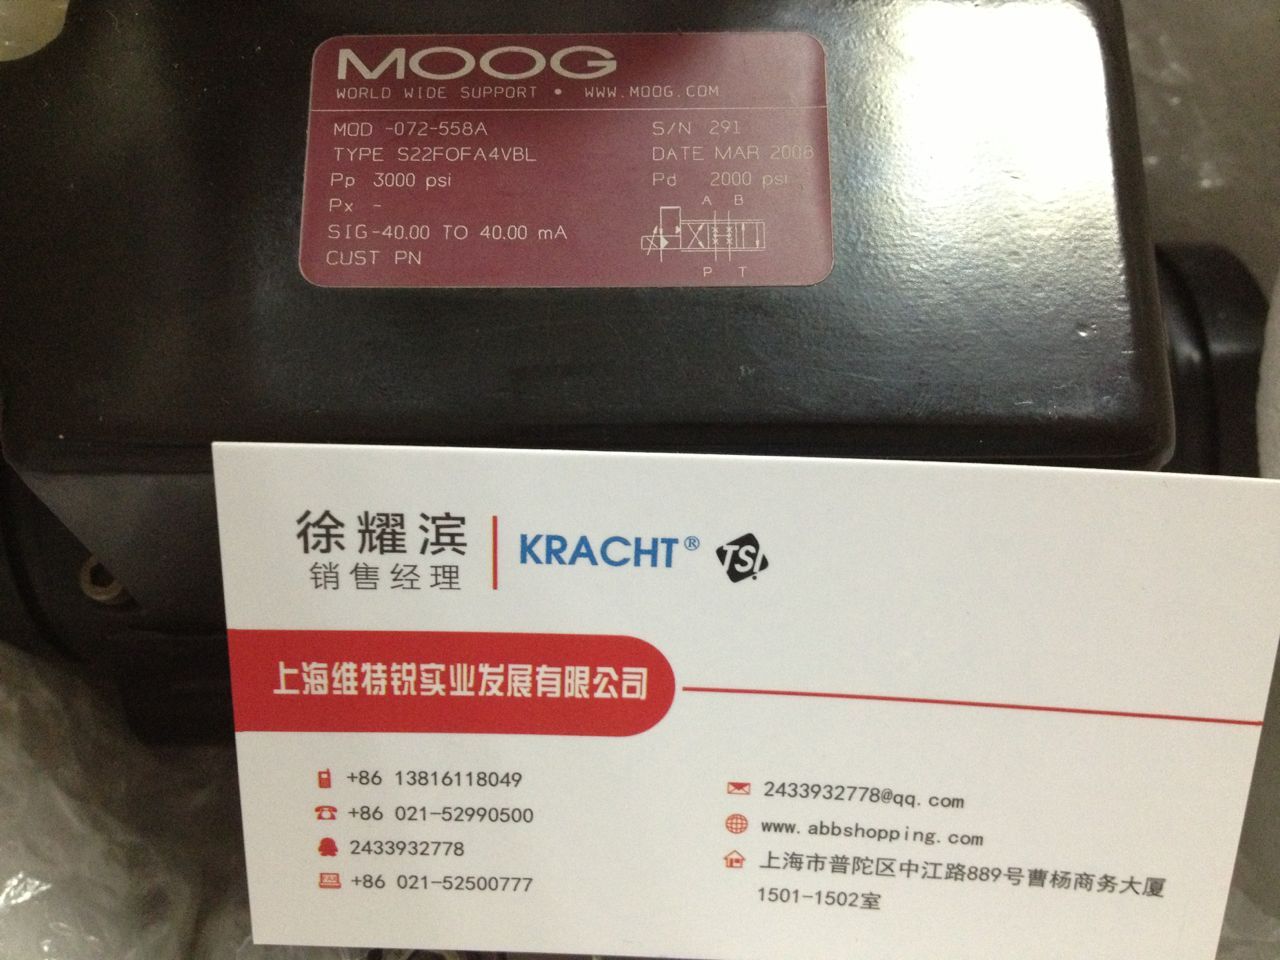 MOOG
WORLD WIDE SUPPORT • WWW.MOOG.COM
MOD -072-558A
S/N 291
TYPE S22FOFA4VBL
DATE MAR 2008
Pp 3000 psi
Pd 2000 psi
Px -
A B
SIG-40.00 TO 40.00 mA
CUST PN
P T
徐耀滨
销售经理
KRACHT®
TSI
上海维特锐实业发展有限公司
+86 13816118049
+86 021-52990500
2433932778
+86 021-52500777
2433932778@qq.com
www.abbshopping.com
上海市普陀区中江路889号曹杨商务大厦
1501-1502室